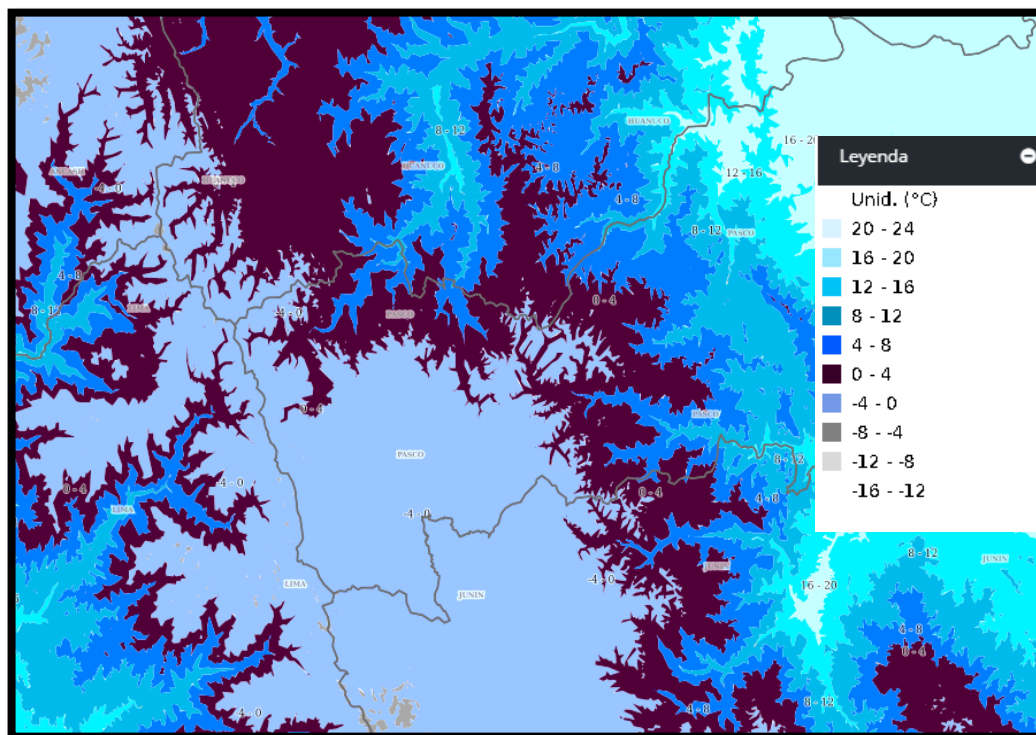 8-12
HUANUCO
16 - 20
ANCASH
-4 - 0
HUANUCO
HUANUCO
4 - 8
12 - 16
4 - 8
8 - 12
PASCO
4 - 8
8 - 12
LIMA
-4 - 0
PASCO
0 - 4
0 - 4
PASCO
PASCO
0 - 4
-4 - 0
8 - 12
0 - 4
4 - 8
LIMA
-4 - 0
8 - 12
JUNIN
JUNIN
-4 - 0
LIMA
JUNIN
16 - 20
4 - 8
0 - 4
4 - 8
8 - 12
Leyenda
Unid. (°C)
20 - 24
16 - 20
12 - 16
8 - 12
4 - 8
0 - 4
-4 - 0
-8 - -4
-12 - -8
-16 - -12